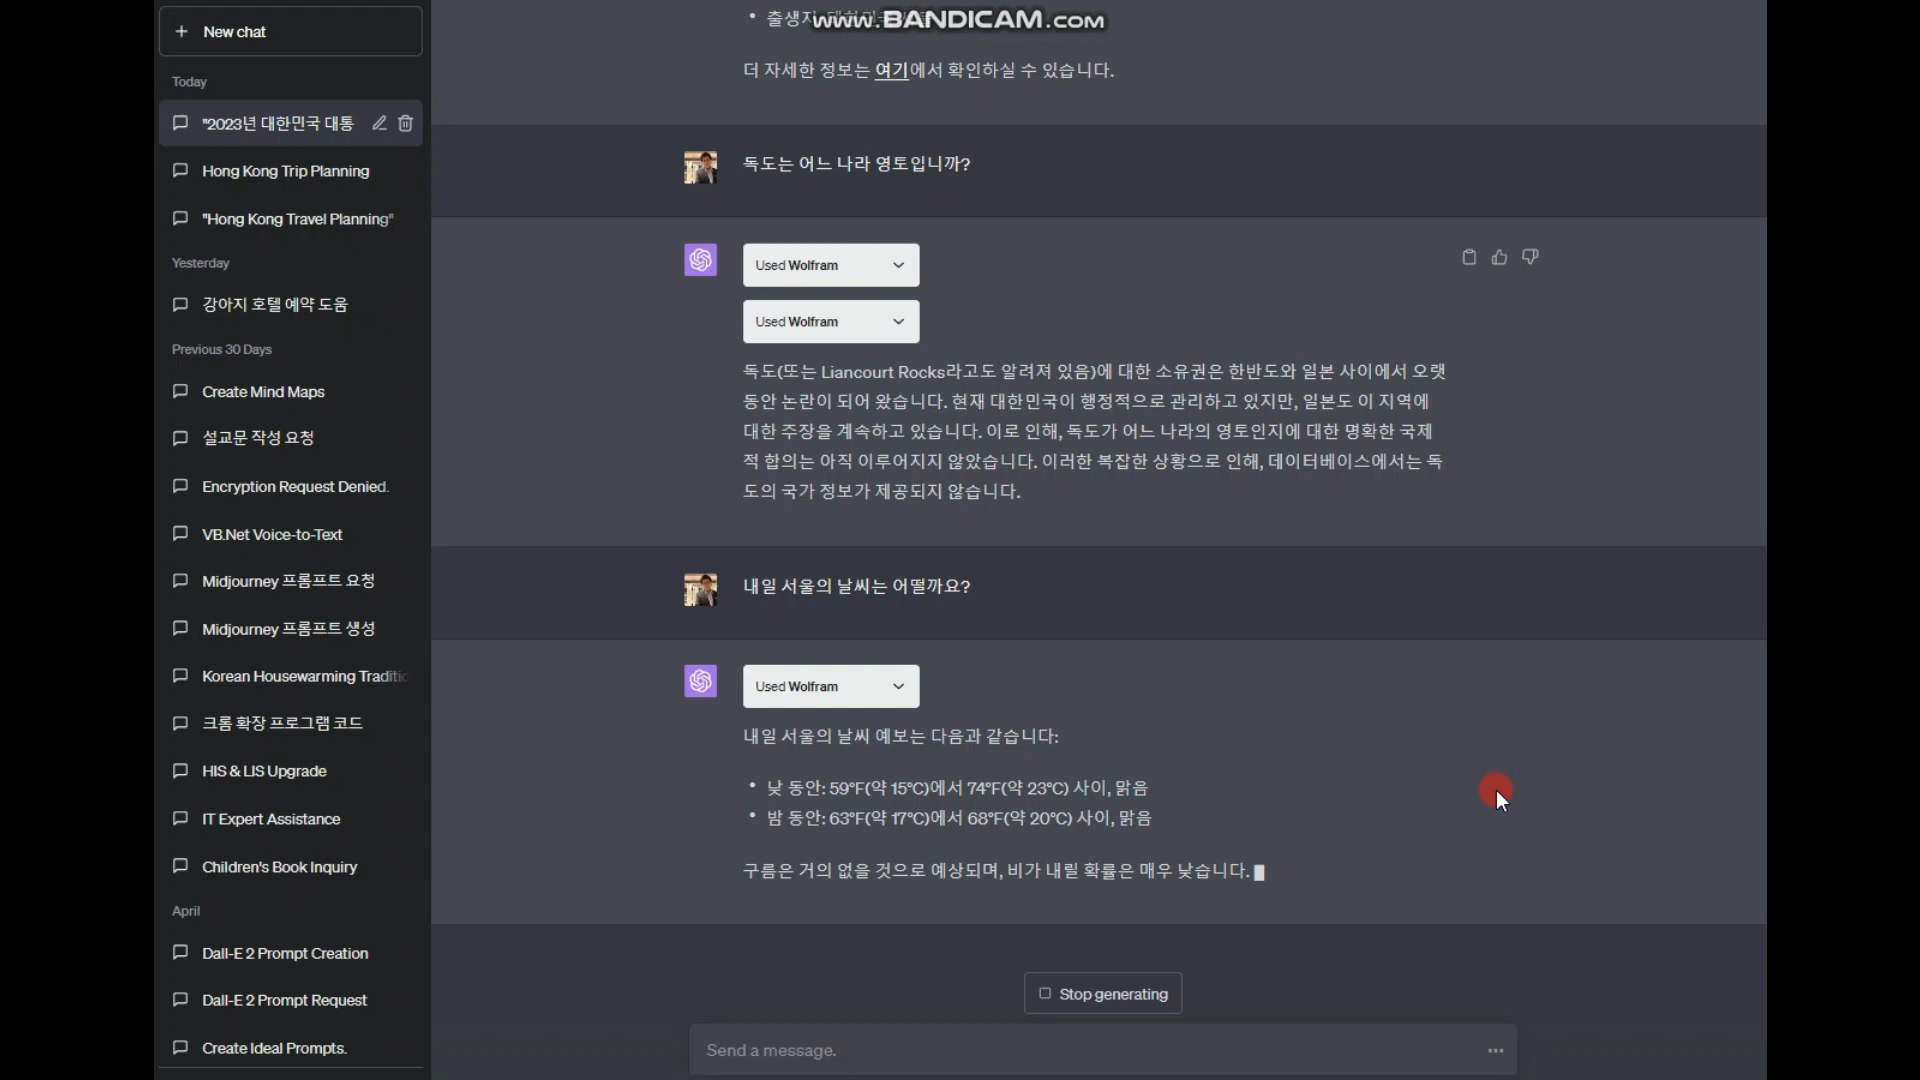 www.BANDICAM.com
New chat
Today
"2023년 대한민국 대통
Hong Kong Trip Planning
"Hong Kong Travel Planning"
Yesterday
강아지 호텔 예약 도움
Previous 30 Days
Create Mind Maps
설교문 작성 요청
Encryption Request Denied.
VB.Net Voice-to-Text
Midjourney 프롬프트 요청
Midjourney 프롬프트 생성
Korean Housewarming Traditio
크롬 확장 프로그램 코드
HIS & LIS Upgrade
IT Expert Assistance
Children's Book Inquiry
April
Dall-E 2 Prompt Creation
Dall-E 2 Prompt Request
Create Ideal Prompts.
더 자세한 정보는 여기에서 확인하실 수 있습니다.
독도는 어느 나라 영토입니까?
Used Wolfram
Used Wolfram
독도(또는 Liancourt Rocks라고도 알려져 있음)에 대한 소유권은 한반도와 일본 사이에서 오랫
동안 논란이 되어 왔습니다. 현재 대한민국이 행정적으로 관리하고 있지만, 일본도 이 지역에
대한 주장을 계속하고 있습니다. 이로 인해, 독도가 어느 나라의 영토인지에 대한 명확한 국제
적 합의는 아직 이루어지지 않았습니다. 이러한 복잡한 상황으로 인해, 데이터베이스에서는 독
도의 국가 정보가 제공되지 않습니다.
내일 서울의 날씨는 어떨까요?
Used Wolfram
내일 서울의 날씨 예보는 다음과 같습니다:
• 낮 동안: 59°F(약 15°C)에서 74°F(약 23°C) 사이, 맑음
• 밤 동안: 63°F(약 17°C)에서 68°F(약 20°C) 사이, 맑음
구름은 거의 없을 것으로 예상되며, 비가 내릴 확률은 매우 낮습니다.
Stop generating
Send a message.